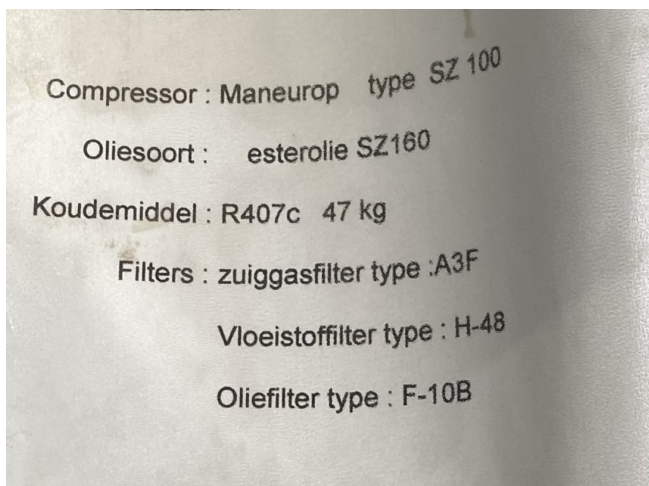 Compressor : Maneurop type SZ 100
Oliesoort : esterolie SZ160
Koudemiddel : R407c 47 kg
Filters : zuiggasfilter type :A3F
Vloeistoffilter type : H-48
Oliefilter type : F-10B